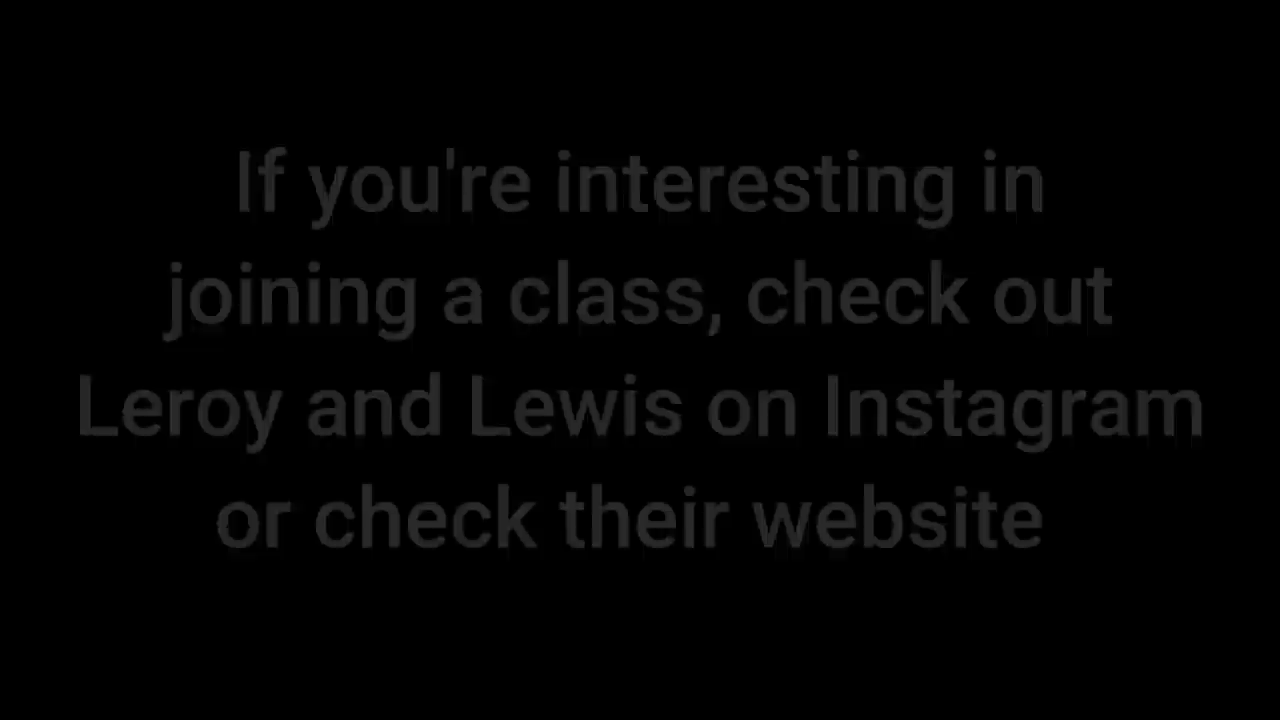 If you're interesting in
joining a class, check out
Leroy and Lewis on Instagram
or check their website